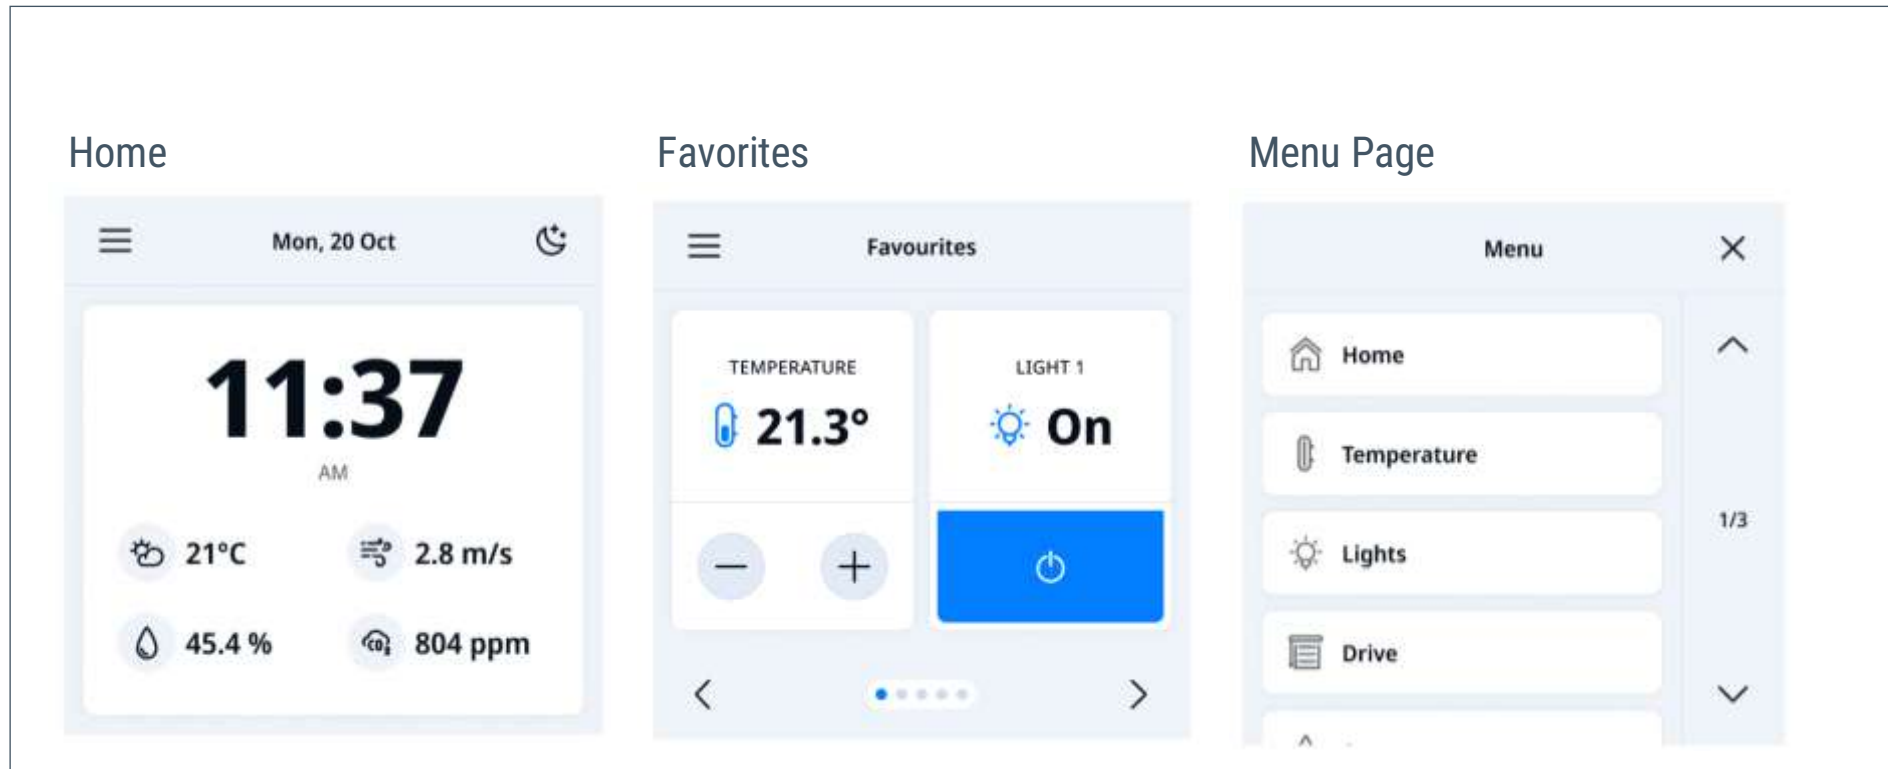 Home
Mon, 20 Oct
11:37
AM
21°C
2.8 m/s
45.4 %
CO2
804 ppm
Favorites
Favourites
TEMPERATURE
21.3°
LIGHT 1
On
Menu Page
Menu
Home
Temperature
Lights
Drive
1/3